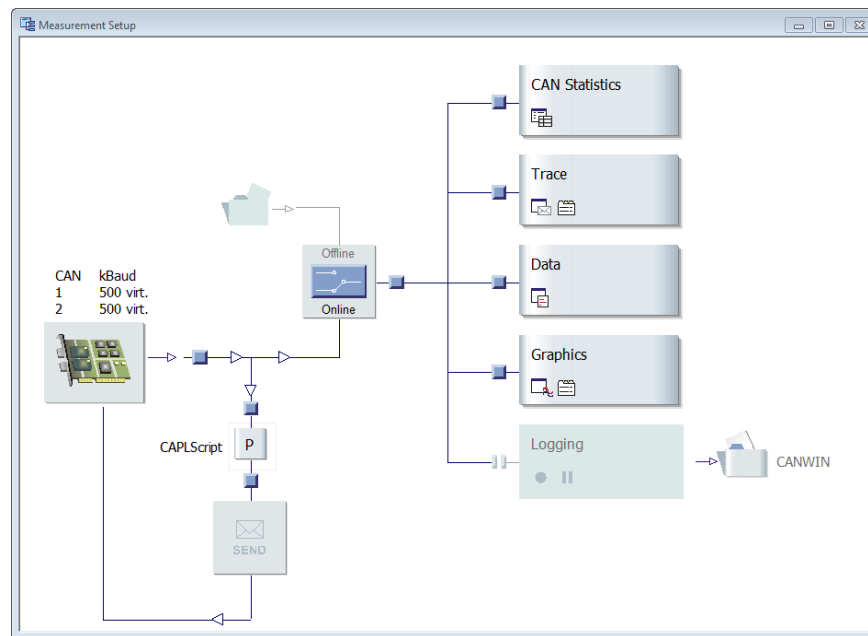 Measurement Setup
CAN Statistics
Trace
Offline
Online
Data
CAN kBaud
1 500 virt.
2 500 virt.
Graphics
CAPLScript
P
Logging
CANWIN
SEND